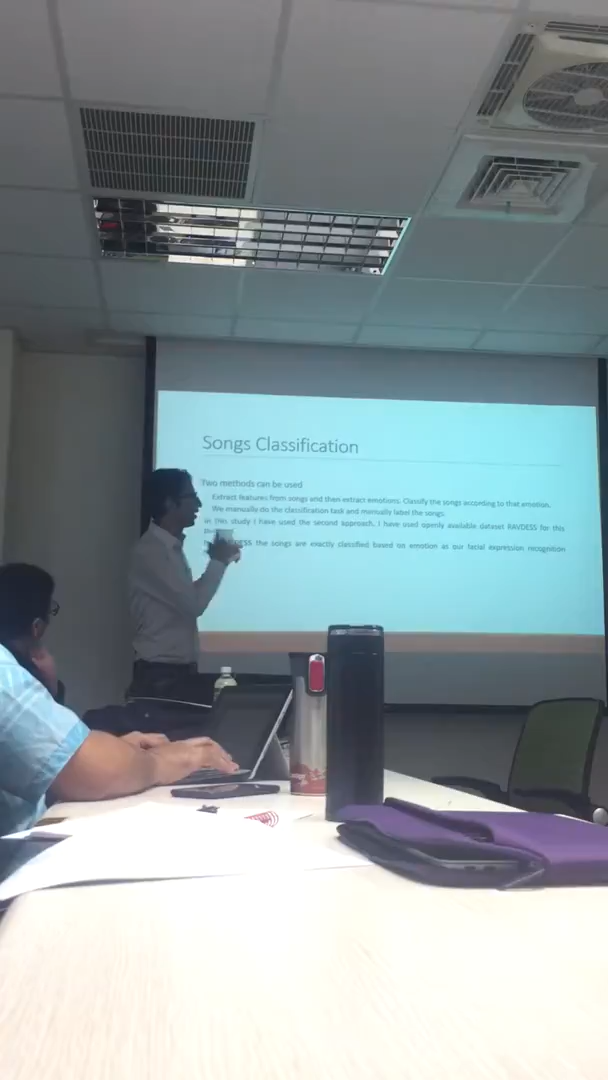 Songs Classification
Two methods can be used
Extract features from songs and then extract emotions. Classify the songs according to that emotion.
We manually do the classification task and manually label the songs.
In this study I have used the second approach. I have used openly available dataset RAVDESS for this
the songs are exactly classified based on emotion as our facial expression recognition